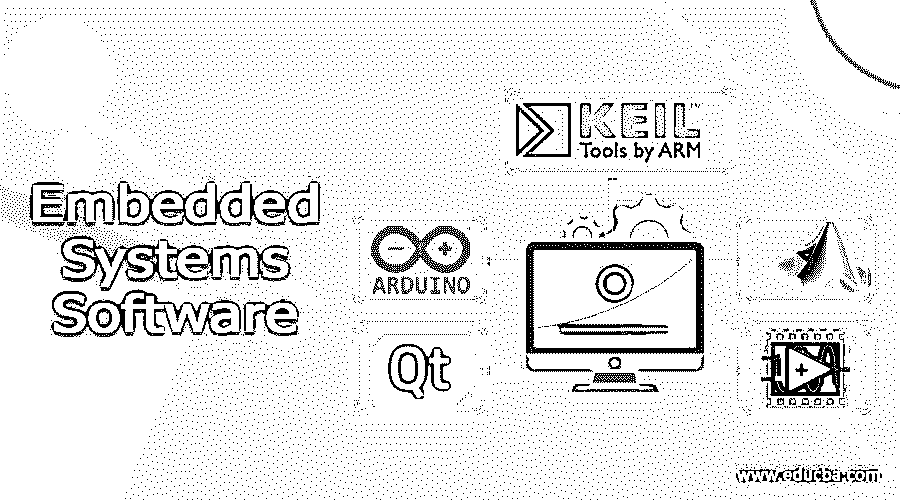 Embedded
Systems
Software
KEIL
Tools by ARM
ARDUINO
Qt
www.educba.com